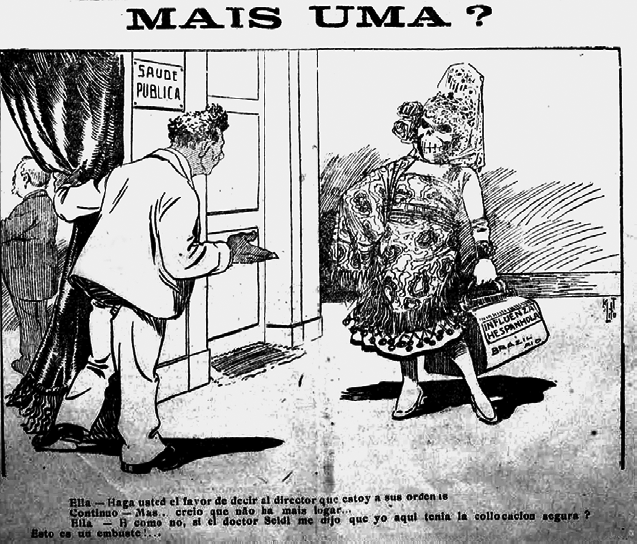 MAIS UMA ?
SAUDE
PUBLICA
INFLUENZA
HESPANHOLA
BRAZIL
RIO
Ella — Haga usted el favor de decir al director que estoy a sus ordenes
Continuo — Mas.. creio que não ha mais logar...
Ella — E como no, si el doctor Seidl me dijo que yo aqui tenia la collocacion segura ?
Esto es un embuste !...